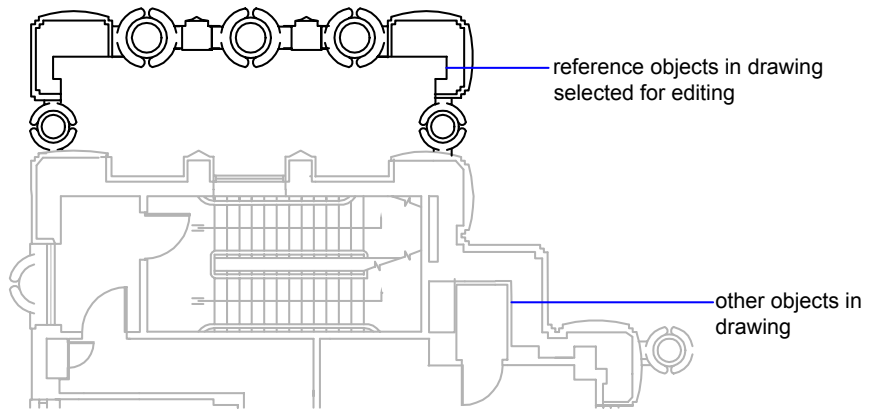 reference objects in drawing
selected for editing
other objects in
drawing